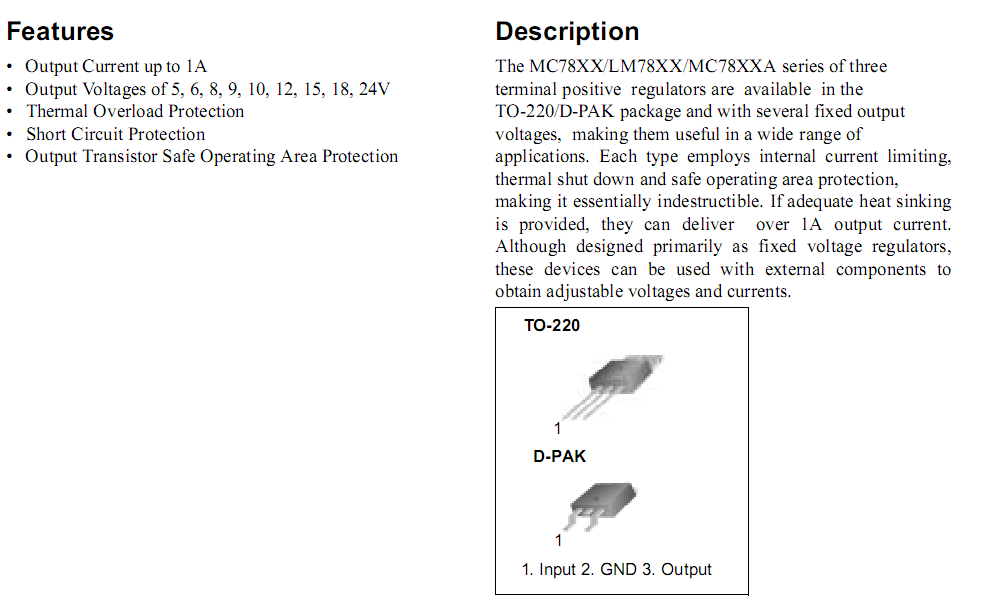 Features
• Output Current up to 1A
• Output Voltages of 5, 6, 8, 9, 10, 12, 15, 18, 24V
• Thermal Overload Protection
• Short Circuit Protection
• Output Transistor Safe Operating Area Protection
Description
The MC78XX/LM78XX/MC78XXA series of three
terminal positive regulators are available in the
TO-220/D-PAK package and with several fixed output
voltages, making them useful in a wide range of
applications. Each type employs internal current limiting,
thermal shut down and safe operating area protection,
making it essentially indestructible. If adequate heat sinking
is provided, they can deliver over 1A output current.
Although designed primarily as fixed voltage regulators,
these devices can be used with external components to
obtain adjustable voltages and currents.
TO-220
1
D-PAK
1
1. Input 2. GND 3. Output